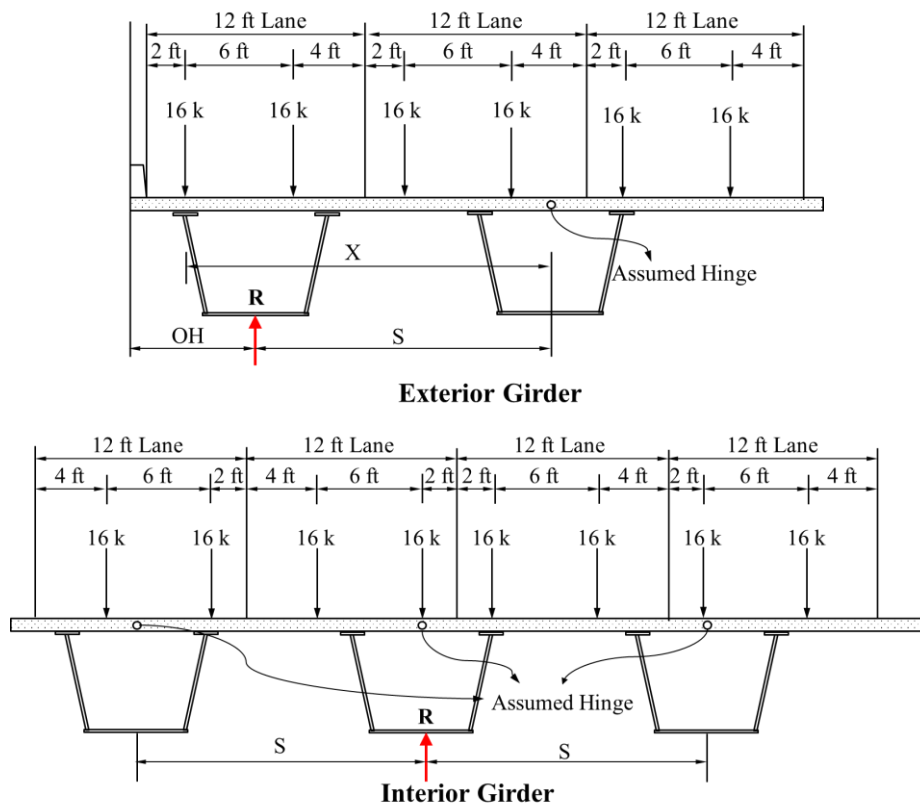 12 ft Lane 12 ft Lane 12 ft Lane
2 ft 6 ft 4 ft 2 ft 6 ft 4 ft 2 ft 6 ft 4 ft
16 k 16 k 16 k 16 k 16 k 16 k
X
Assumed Hinge
R
OH S
Exterior Girder
12 ft Lane 12 ft Lane 12 ft Lane 12 ft Lane
4 ft 6 ft 2 ft 4 ft 6 ft 2 ft 2 ft 6 ft 4 ft 2 ft 6 ft 4 ft
16 k 16 k 16 k 16 k 16 k 16 k 16 k 16 k
Assumed Hinge
R
S S
Interior Girder